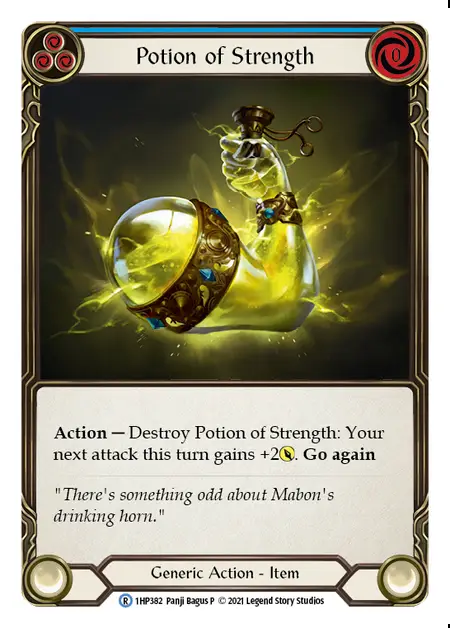 Potion of Strength
0
Action — Destroy Potion of Strength: Your
next attack this turn gains +2. Go again
"There's something odd about Mabon's
drinking horn."
Generic Action - Item
R 1HP382 Panji Bagus P © 2021 Legend Story Studios